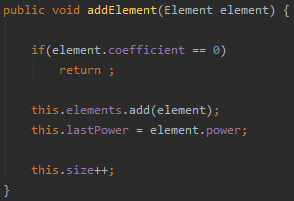 public void addElement(Element element) {
if(element.coefficient == 0)
return ;
this.elements.add(element);
this.lastPower = element.power;
this.size++;
}